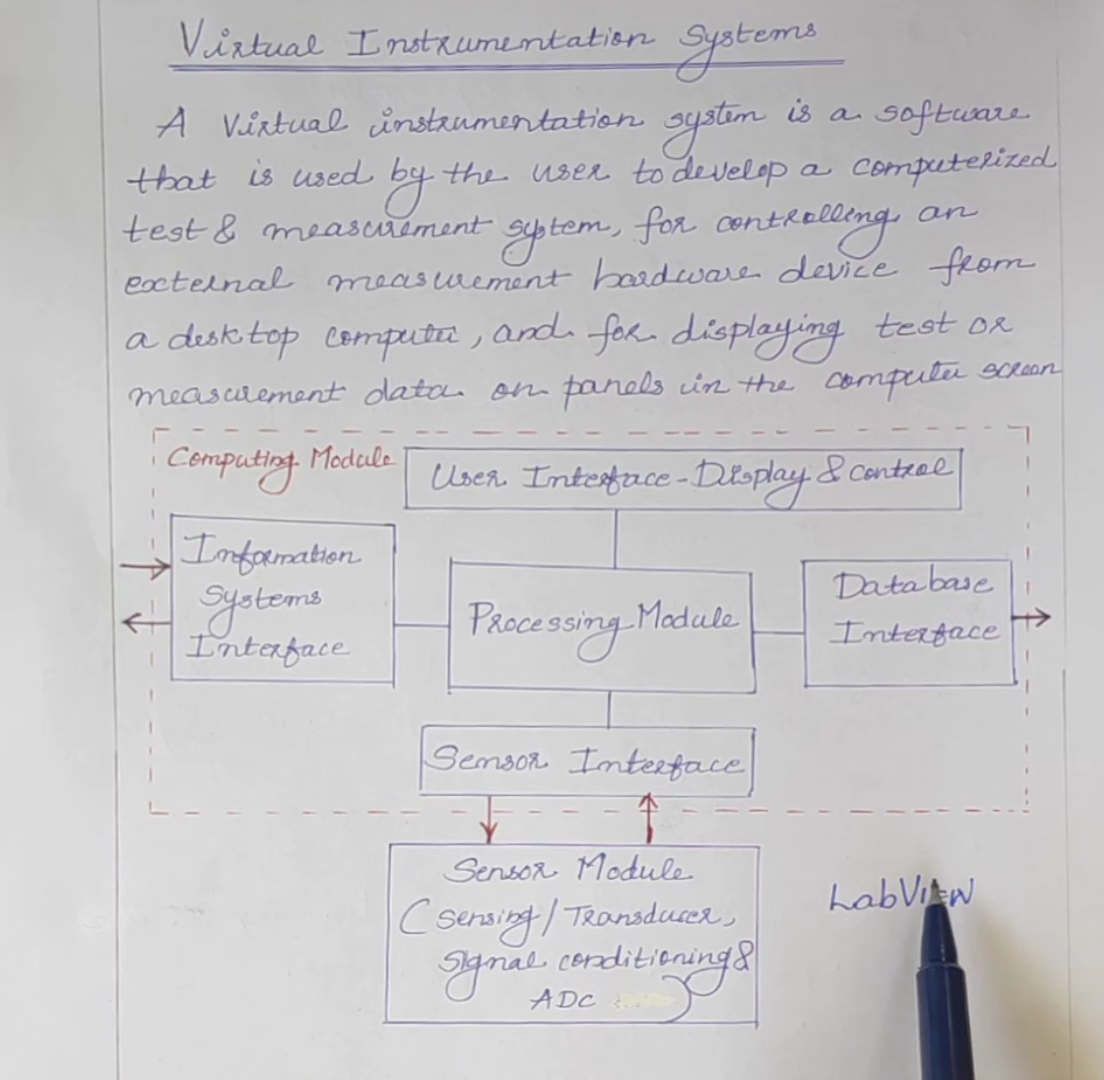 Virtual Instrumentation Systems
A Virtual instrumentation system is a software
that is used by the user to develop a computerized
test & measurement system, for controlling an
external measurement hardware device from
a desktop computer, and for displaying test or
measurement data on panels in the computer screen
Computing Module
User Interface - Display & control
Information
Systems
Interface
Processing Module
Database
Interface
Sensor Interface
Sensor Module
(Sensing/Transducer,
Signal conditioning &
ADC )
LabVIEW